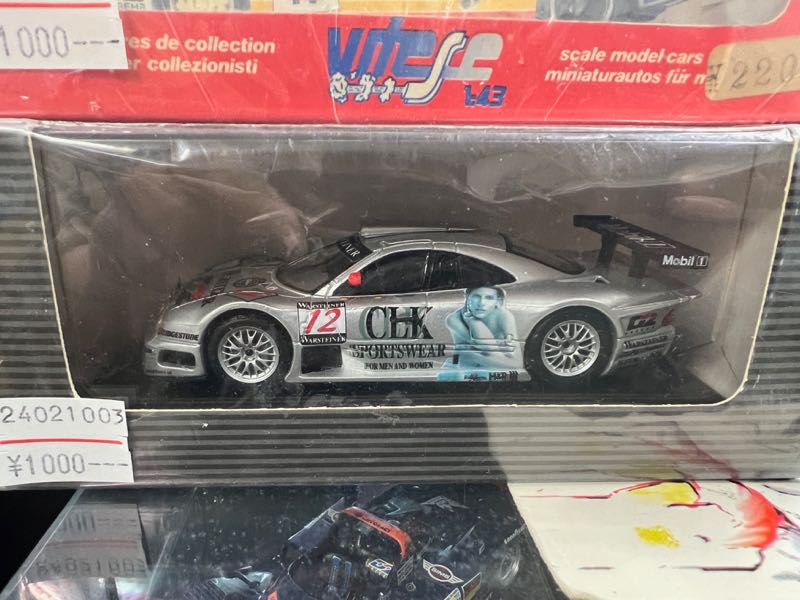 1000---
res de collection
er collezionisti
Vitesse
1:43
scale model-cars
miniaturautos für m
¥220
Mobil 1
WARSTEINER
12
WARSTEINER
BRIDGESTONE
CLK
SPORTSWEAR
FOR MEN AND WOMEN
WARSTEINER
24021003
¥1000---